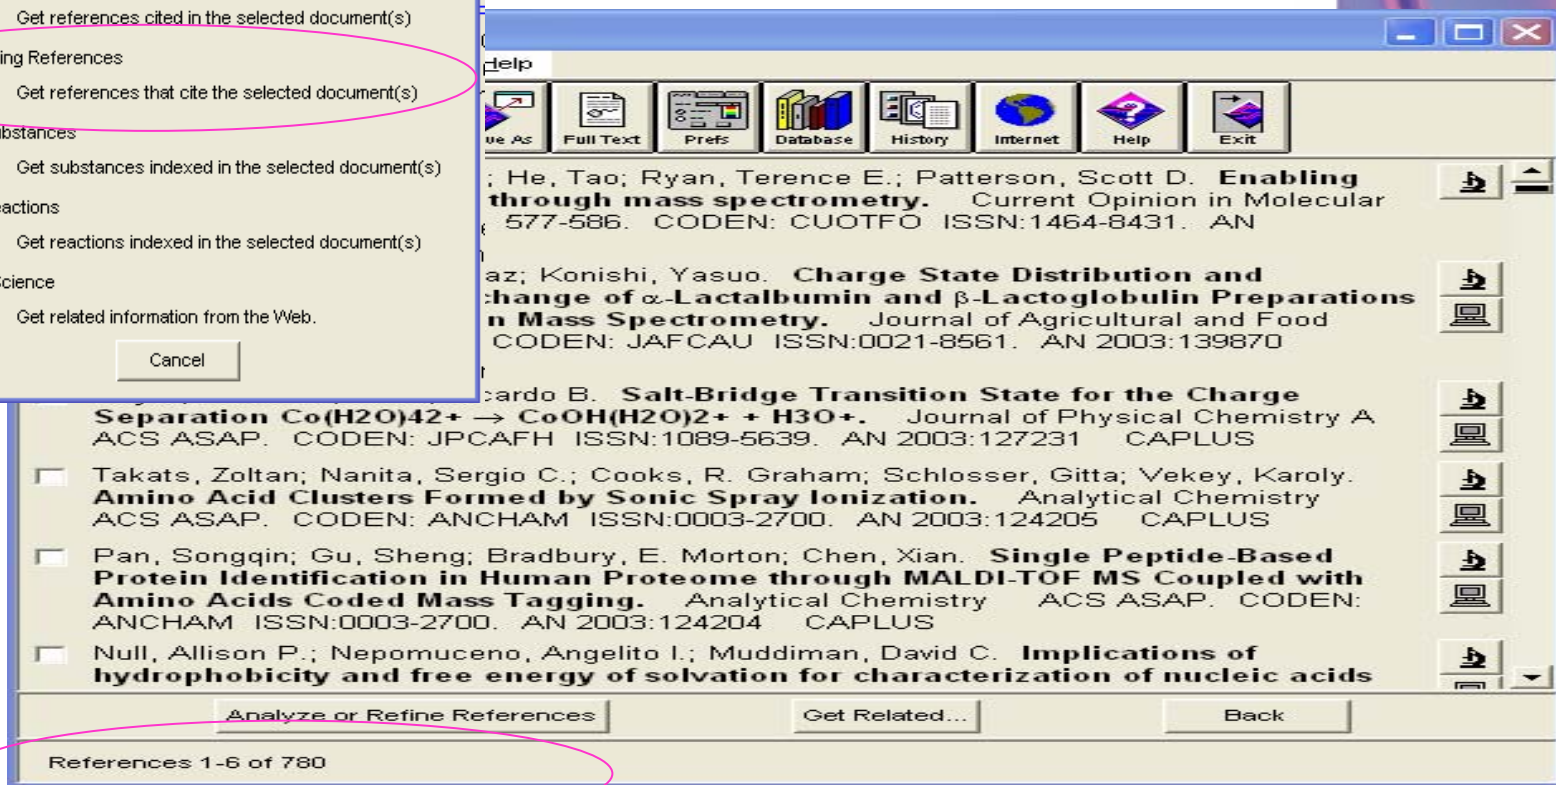 Get references cited in the selected document(s)
ing References
Get references that cite the selected document(s)
bstances
Get substances indexed in the selected document(s)
actions
Get reactions indexed in the selected document(s)
Science
Get related information from the Web.
Cancel
Help
ve As Full Text Prefs Database History Internet Help Exit
; He, Tao; Ryan, Terence E.; Patterson, Scott D. Enabling
through mass spectrometry. Current Opinion in Molecular
577-586. CODEN: CUOTFO ISSN:1464-8431. AN
az; Konishi, Yasuo. Charge State Distribution and
change of α-Lactalbumin and β-Lactoglobulin Preparations
n Mass Spectrometry. Journal of Agricultural and Food
CODEN: JAFCAU ISSN:0021-8561. AN 2003:139870
cardo B. Salt-Bridge Transition State for the Charge
Separation Co(H2O)42+ → CoOH(H2O)2+ + H3O+. Journal of Physical Chemistry A
ACS ASAP. CODEN: JPCAFH ISSN:1089-5639. AN 2003:127231 CAPLUS
Takats, Zoltan; Nanita, Sergio C.; Cooks, R. Graham; Schlosser, Gitta; Vekey, Karoly.
Amino Acid Clusters Formed by Sonic Spray Ionization. Analytical Chemistry
ACS ASAP. CODEN: ANCHAM ISSN:0003-2700. AN 2003:124205 CAPLUS
Pan, Songqin; Gu, Sheng; Bradbury, E. Morton; Chen, Xian. Single Peptide-Based
Protein Identification in Human Proteome through MALDI-TOF MS Coupled with
Amino Acids Coded Mass Tagging. Analytical Chemistry ACS ASAP. CODEN:
ANCHAM ISSN:0003-2700. AN 2003:124204 CAPLUS
Null, Allison P.; Nepomuceno, Angelito I.; Muddiman, David C. Implications of
hydrophobicity and free energy of solvation for characterization of nucleic acids
Analyze or Refine References Get Related... Back
References 1-6 of 780